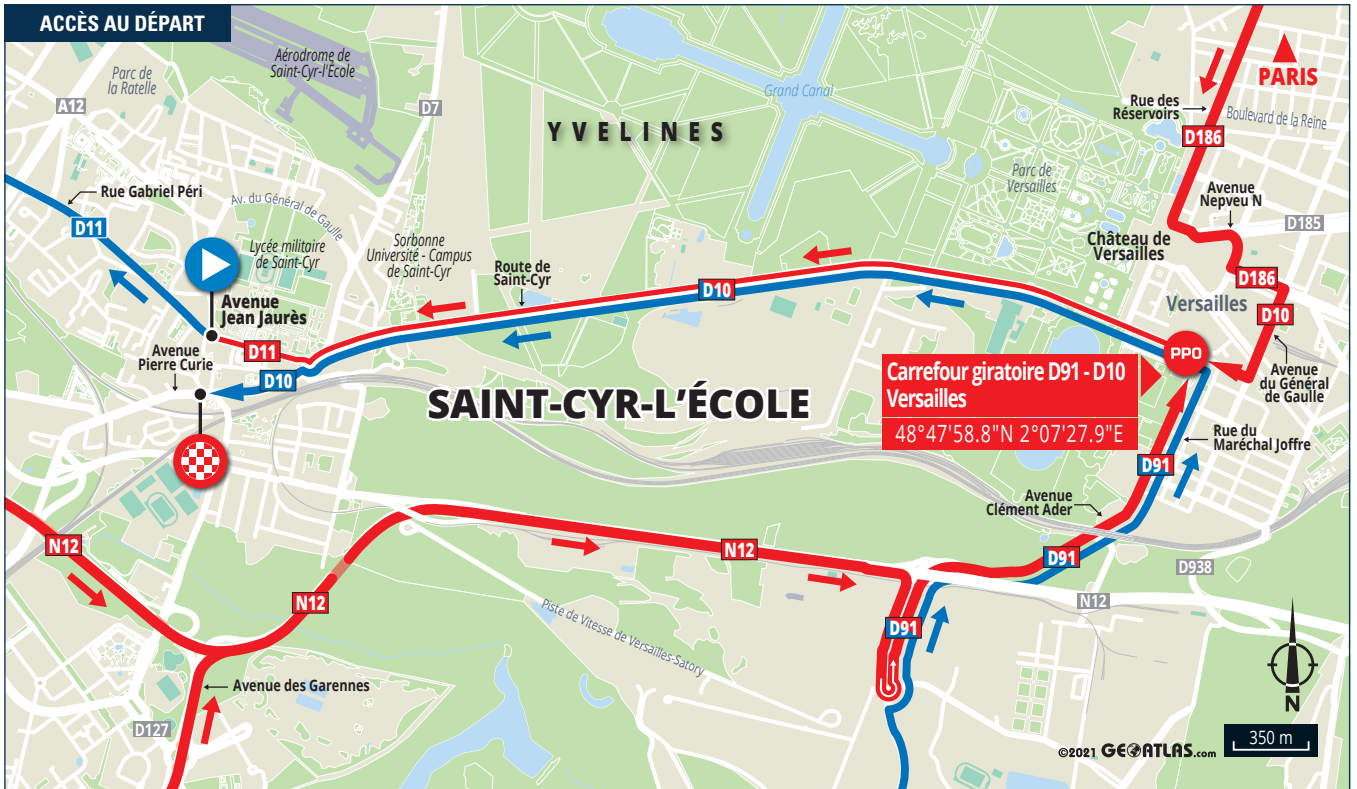 ACCÈS AU DÉPART
Aérodrome de
Saint-Cyr-l'École
Parc de
la Ratelle
A12
D7
YVELINES
Grand Canal
PARIS
Rue des
Réservoirs
Boulevard de la Reine
D186
Parc de
Versailles
Avenue
Nepveu N
D185
Rue Gabriel Péri
D11
Av. du Général de Gaulle
Lycée militaire
de Saint-Cyr
Sorbonne
Université - Campus
de Saint-Cyr
Route de
Saint-Cyr
Château de
Versailles
D186
Versailles
D10
D10
Avenue
Jean Jaurès
D11
Avenue
Pierre Curie
D10
PPO
Avenue
du Général
de Gaulle
SAINT-CYR-L'ÉCOLE
Carrefour giratoire D91 - D10
Versailles
48°47'58.8"N 2°07'27.9"E
Rue du
Maréchal Joffre
D91
Avenue
Clément Ader
N12
N12
D91
D938
N12
N12
Piste de Vitesse de Versailles-Satory
D91
Avenue des Garennes
D127
N
350 m
©2021 GEOATLAS.com